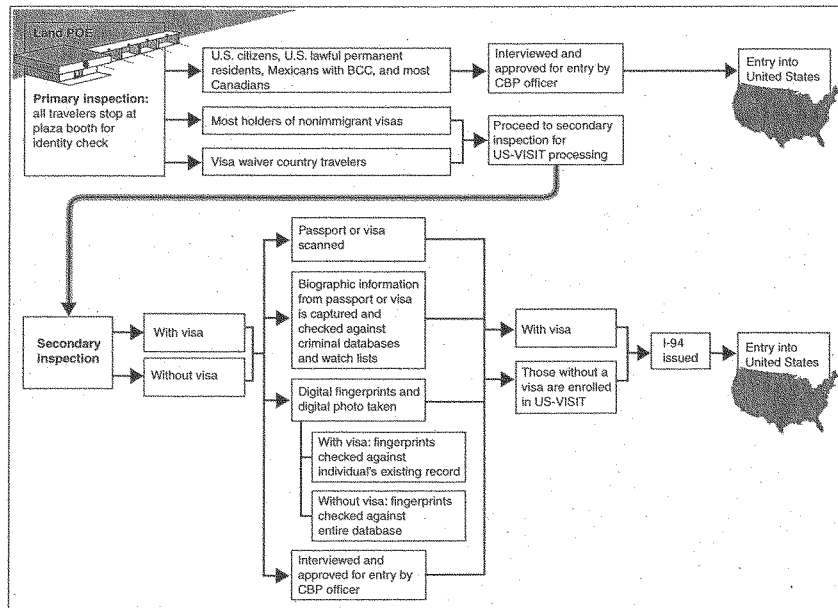 Land POE
Primary inspection:
all travelers stop at
plaza booth for
identity check
U.S. citizens, U.S. lawful permanent
residents, Mexicans with BCC, and most
Canadians
Interviewed and
approved for entry by
CBP officer
Entry into
United States
Most holders of nonimmigrant visas
Visa waiver country travelers
Proceed to secondary
inspection for
US-VISIT processing
Secondary
inspection
With visa
Without visa
Passport or visa
scanned
Biographic information
from passport or visa
is captured and
checked against
criminal databases
and watch lists
Digital fingerprints and
digital photo taken
With visa: fingerprints
checked against
individual's existing record
Without visa: fingerprints
checked against
entire database
Interviewed and
approved for entry by
CBP officer
With visa
Those without a
visa are enrolled
in US-VISIT
I-94
issued
Entry into
United States